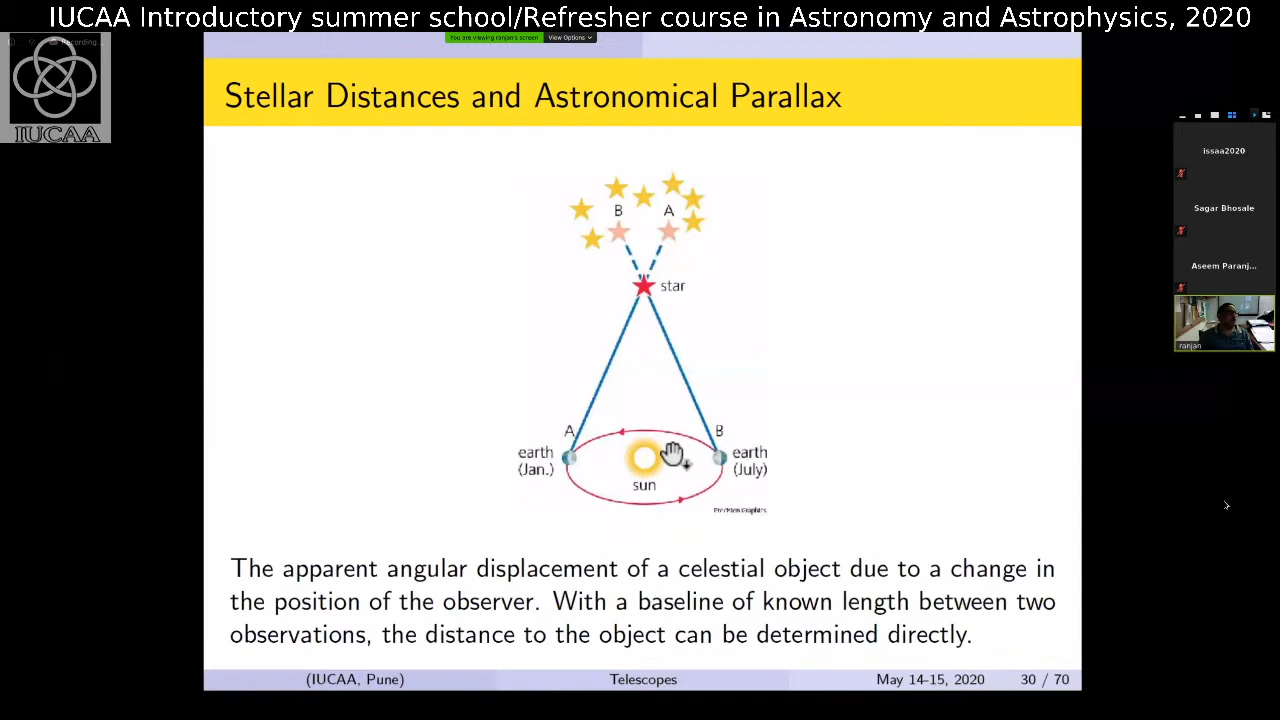 IUCAA Introductory summer school/Refresher course in Astronomy and Astrophysics, 2020
You are viewing ranjan's screen View Options
Recording...
IUCAA
Stellar Distances and Astronomical Parallax
issaa2020
Sagar Bhosale
Aseem Paranj...
ranjan
B A
star
A B
earth
(Jan.)
sun
earth
(July)
Precision Graphics
The apparent angular displacement of a celestial object due to a change in
the position of the observer. With a baseline of known length between two
observations, the distance to the object can be determined directly.
(IUCAA, Pune) Telescopes May 14-15, 2020 30 / 70